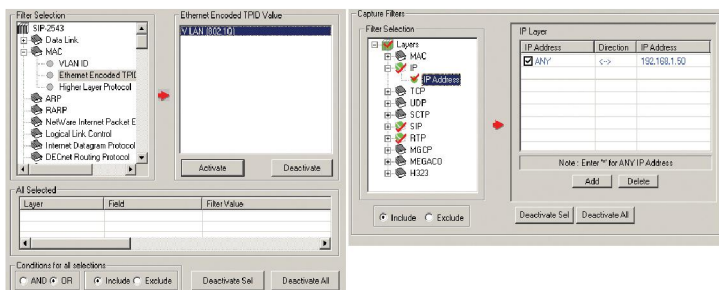 Filter Selection
SIP-2543
Data Link
MAC
VLAN ID
Ethernet Encoded TPID
Higher Layer Protocol
ARP
RARP
NetWare Internet Packet E
Logical Link Control
Internet Datagram Protocol
DECnet Routing Protocol
Ethernet Encoded TPID Value
VLAN (802.1Q)
Activate
Deactivate
All Selected
Layer
Field
Filter Value
Conditions for all selections
AND
OR
Include
Exclude
Deactivate Sel
Deactivate All
Capture Filters
Filter Selection
Layers
MAC
IP
IP Address
TCP
UDP
SCTP
SIP
RTP
MGCP
MEGACO
H323
Include
Exclude
IP Layer
IP Address
Direction
IP Address
ANY
<-->
192.168.1.50
Note : Enter '*' for ANY IP Address
Add
Delete
Deactivate Sel
Deactivate All